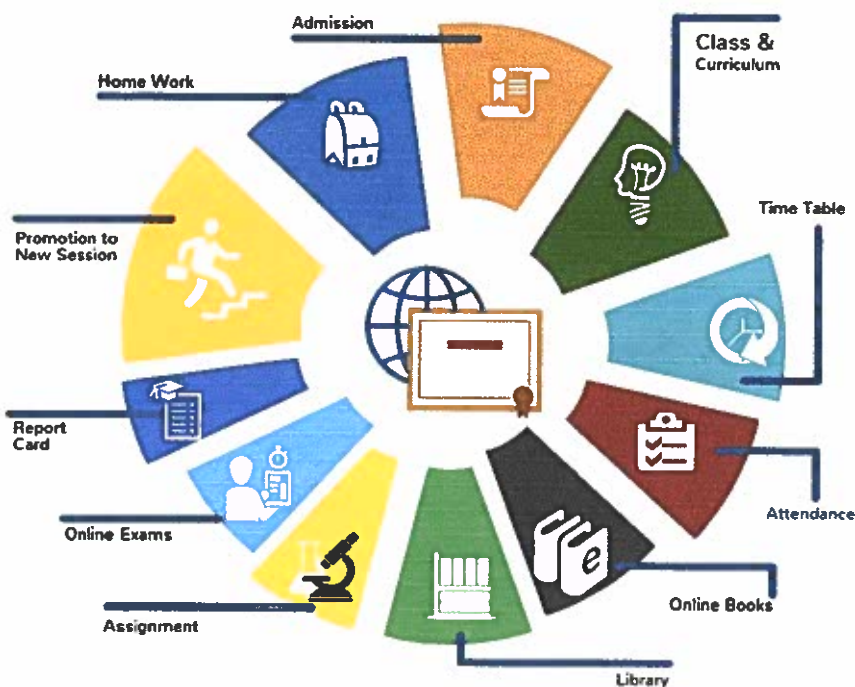 Admission
Class &
Curriculum
Home Work
Time Table
Promotion to
New Session
Report
Card
Attendance
Online Exams
Online Books
Assignment
Library
e